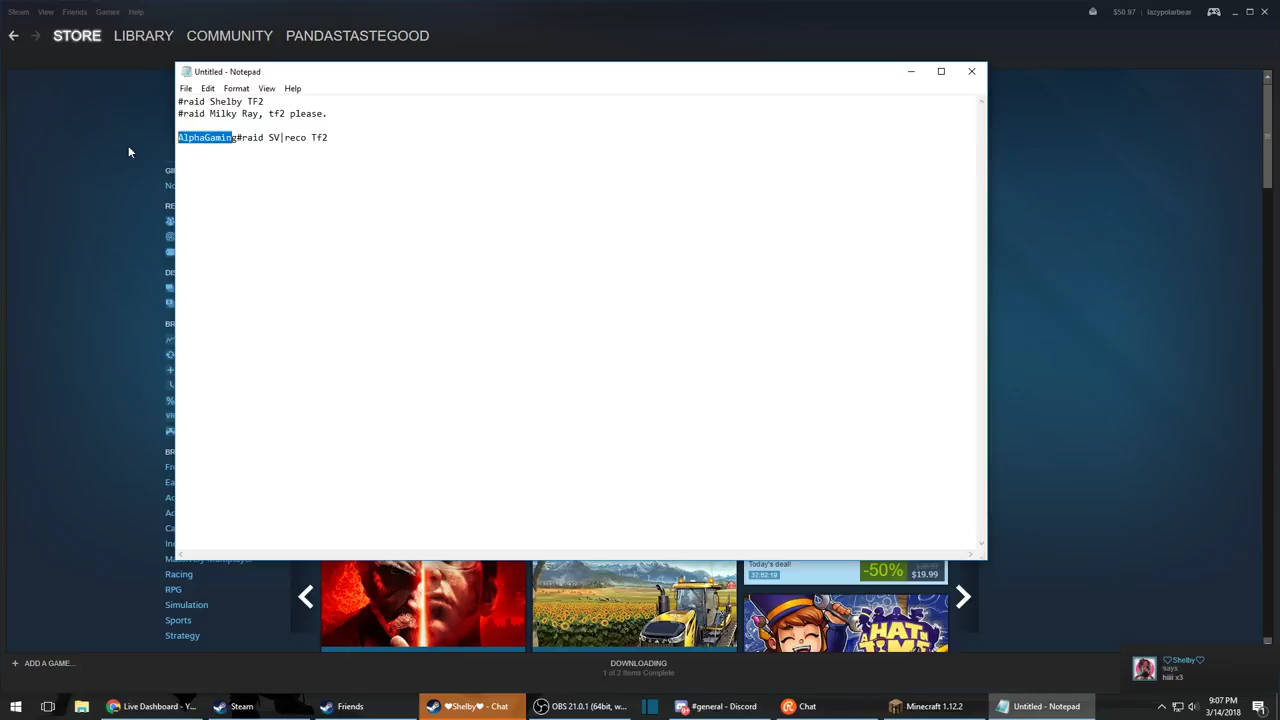 Steam View Friends Games Help
$50.97 | lazypolarbear
STORE LIBRARY COMMUNITY PANDASTASTEGOOD
Untitled - Notepad
File Edit Format View Help
#raid Shelby TF2
#raid Milky Ray, tf2 please.
AlphaGaming#raid SV|reco Tf2
Racing
RPG
Simulation
Sports
Strategy
Today's deal!
-50%
$19.99
A HAT IN TIME
+ ADD A GAME...
DOWNLOADING
1 of 2 Items Complete
♡Shelby♡
says
hiiii x3
Live Dashboard - Y...
Steam
Friends
♥Shelby♥ - Chat
OBS 21.0.1 (64bit, w...
#general - Discord
Chat
Minecraft 1.12.2
Untitled - Notepad
9:07 PM
3/14/2018